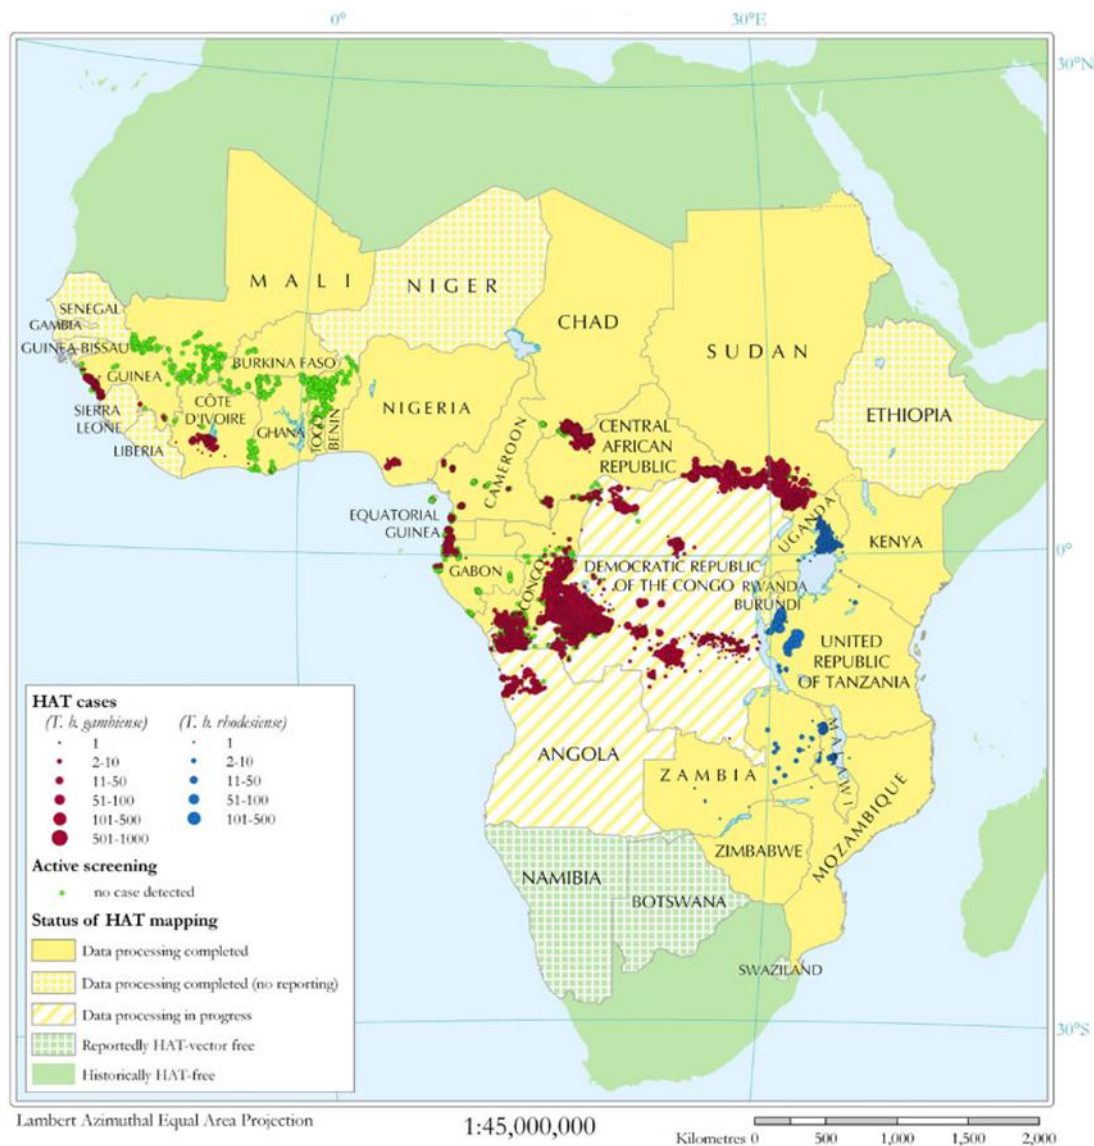 0°
30°E
30°N
MALI
NIGER
CHAD
SUDAN
SENEGAL
GAMBIA
GUINEA-BISSAU
GUINEA
BURKINA FASO
SIERRA
LEONE
CÔTE
D'IVOIRE
LIBERIA
GHANA
TOGO
BENIN
NIGERIA
CAMEROON
CENTRAL
AFRICAN
REPUBLIC
ETHIOPIA
EQUATORIAL
GUINEA
GABON
CONGO
DEMOCRATIC REPUBLIC
OF THE CONGO
UGANDA
KENYA
0°
RWANDA
BURUNDI
UNITED
REPUBLIC
OF TANZANIA
ANGOLA
ZAMBIA
MALAWI
MOZAMBIQUE
ZIMBABWE
NAMIBIA
BOTSWANA
SWAZILAND
30°S
HAT cases
(T. b. gambiense) (T. b. rhodesiense)
1 1
2-10 2-10
11-50 11-50
51-100 51-100
101-500 101-500
501-1000
Active screening
no case detected
Status of HAT mapping
Data processing completed
Data processing completed (no reporting)
Data processing in progress
Reportedly HAT-vector free
Historically HAT-free
Lambert Azimuthal Equal Area Projection
1:45,000,000
Kilometres 0 500 1,000 1,500 2,000